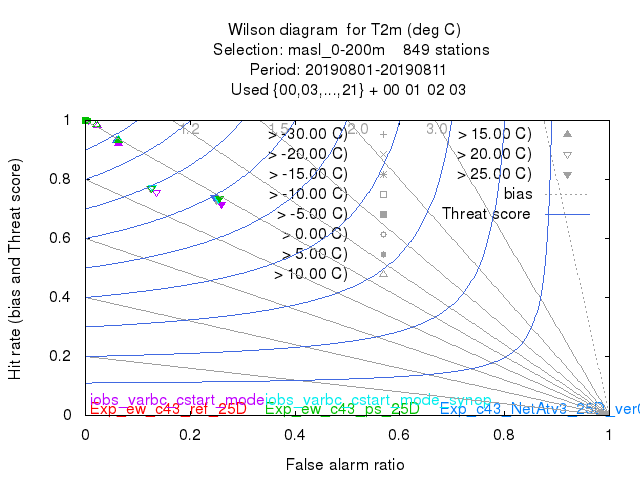 Wilson diagram for T2m (deg C)
Selection: masl_0-200m 849 stations
Period: 20190801-20190811
Used {00,03,...,21} + 00 01 02 03
Hit rate (bias and Threat score)
1
0.8
0.6
0.4
0.2
0
1.2 1.5 2.0 3.0
> -30.00 C)
> -20.00 C)
> -15.00 C)
> -10.00 C)
> -5.00 C)
> 0.00 C)
> 5.00 C)
> 10.00 C)
> 15.00 C)
> 20.00 C)
> 25.00 C)
bias
Threat score
jobs_varbc_cstart_mode jobs_varbc_cstart_mode_synop
Exp_ew_c43_ref_25D Exp_ew_c43_ps_25D Exp_c43_NetAtv3_25D_ver0
0 0.2 0.4 0.6 0.8 1
False alarm ratio